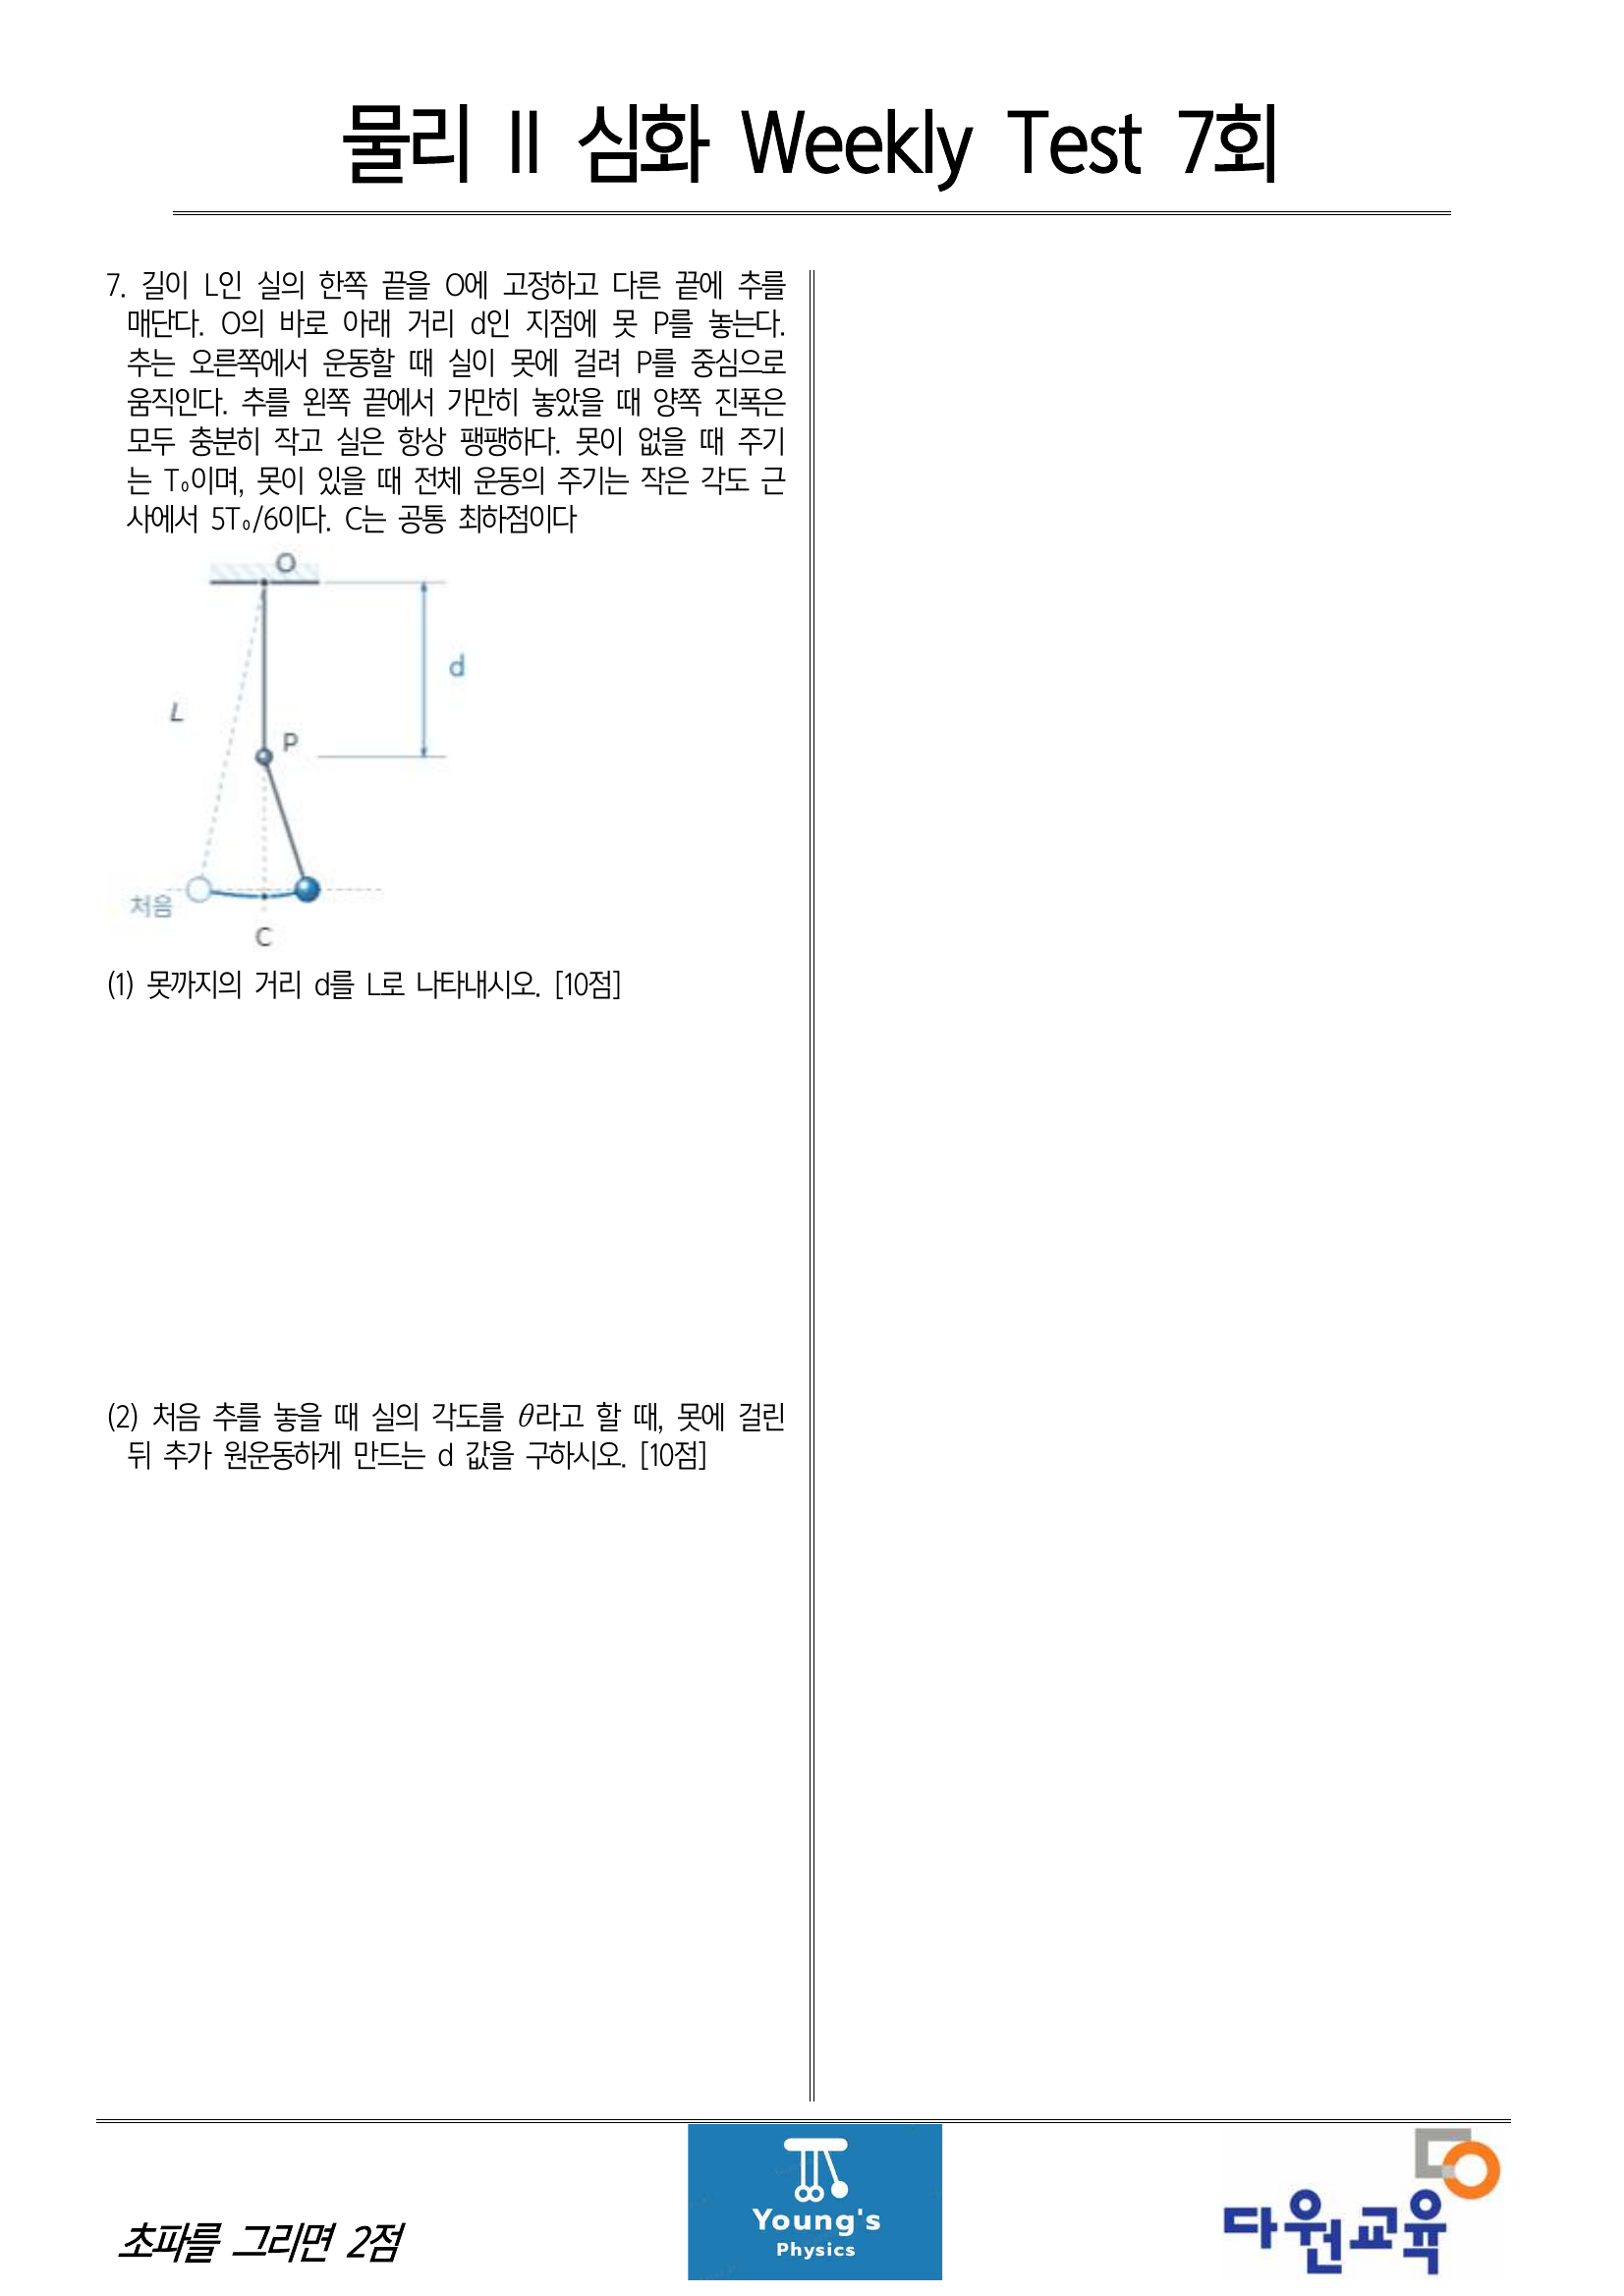 물리 II 심화 Weekly Test 7회
7. 길이 L인 실의 한쪽 끝을 O에 고정하고 다른 끝에 추를
매단다. O의 바로 아래 거리 d인 지점에 못 P를 놓는다.
추는 오른쪽에서 운동할 때 실이 못에 걸려 P를 중심으로
움직인다. 추를 왼쪽 끝에서 가만히 놓았을 때 양쪽 진폭은
모두 충분히 작고 실은 항상 팽팽하다. 못이 없을 때 주기
는 T₀이며, 못이 있을 때 전체 운동의 주기는 작은 각도 근
사에서 5T₀/6이다. C는 공통 최하점이다
O
d
L
P
처음
C
(1) 못까지의 거리 d를 L로 나타내시오. [10점]
(2) 처음 추를 놓을 때 실의 각도를 θ라고 할 때, 못에 걸린
뒤 추가 원운동하게 만드는 d 값을 구하시오. [10점]
초파를 그리면 2점
Young's
Physics
다원교육